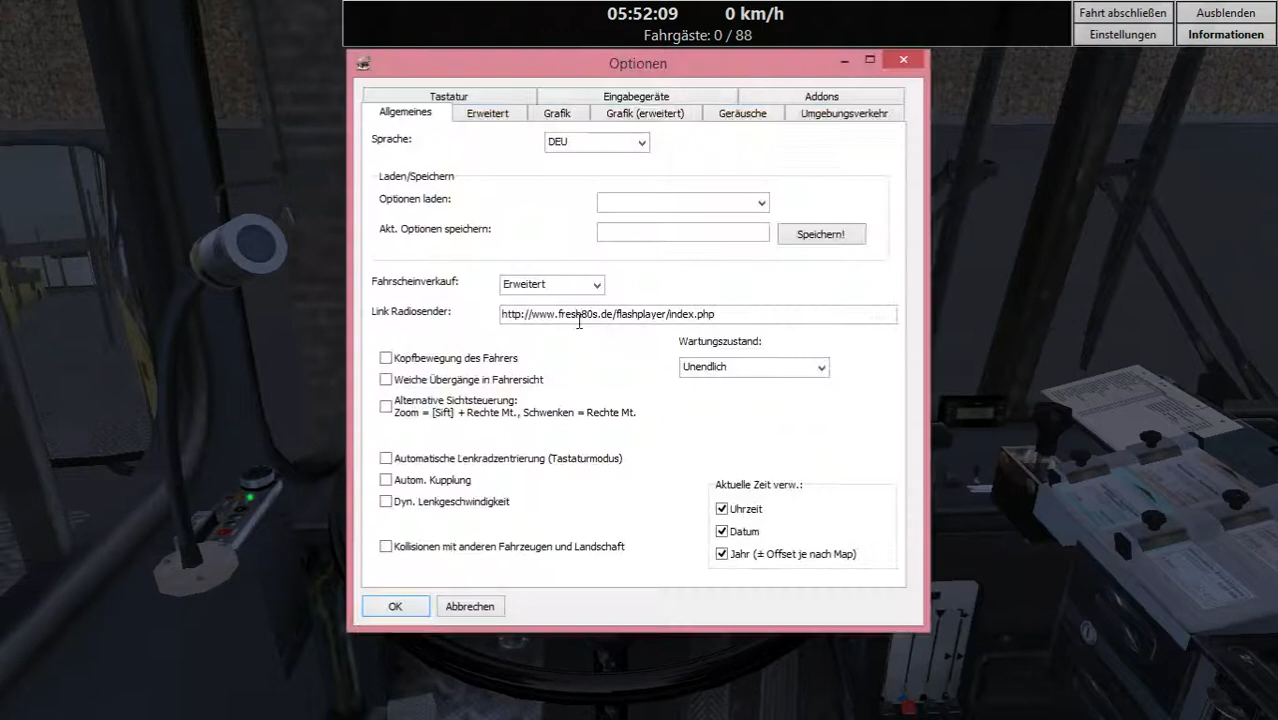 05:52:09 0 km/h
Fahrgäste: 0 / 88
Fahrt abschließen Ausblenden
Einstellungen Informationen
Optionen
Tastatur Eingabegeräte Addons
Allgemeines Erweitert Grafik Grafik (erweitert) Geräusche Umgebungsverkehr
Sprache: DEU
Laden/Speichern
Optionen laden:
Akt. Optionen speichern: Speichern!
Fahrscheinverkauf: Erweitert
Link Radiosender: http://www.fresh80s.de/flashplayer/index.php
Wartungszustand:
Unendlich
Kopfbewegung des Fahrers
Weiche Übergänge in Fahrersicht
Alternative Sichtsteuerung:
Zoom = [Sift] + Rechte Mt., Schwenken = Rechte Mt.
Automatische Lenkradzentrierung (Tastaturmodus)
Autom. Kupplung
Dyn. Lenkgeschwindigkeit
Kollisionen mit anderen Fahrzeugen und Landschaft
Aktuelle Zeit verw.:
Uhrzeit
Datum
Jahr (± Offset je nach Map)
OK Abbrechen